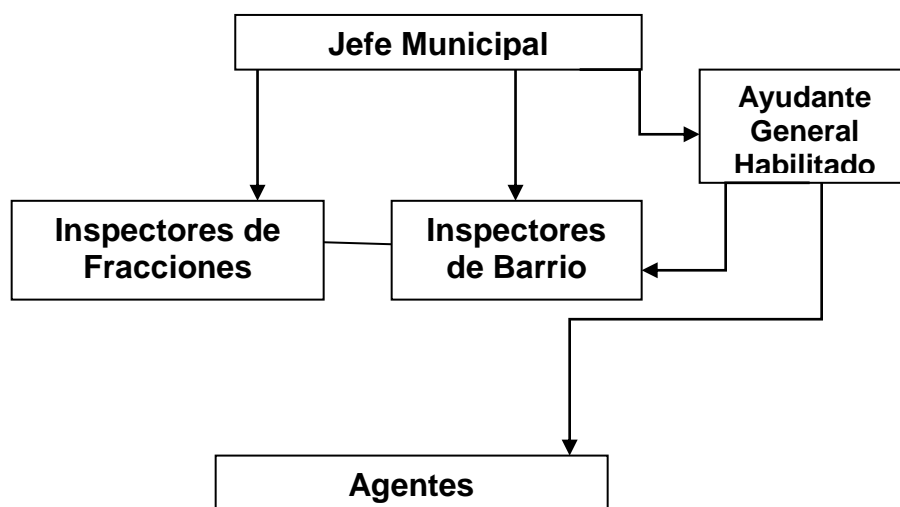 Jefe Municipal
Ayudante
General
Habilitado
Inspectores de
Fracciones
Inspectores
de Barrio
Agentes